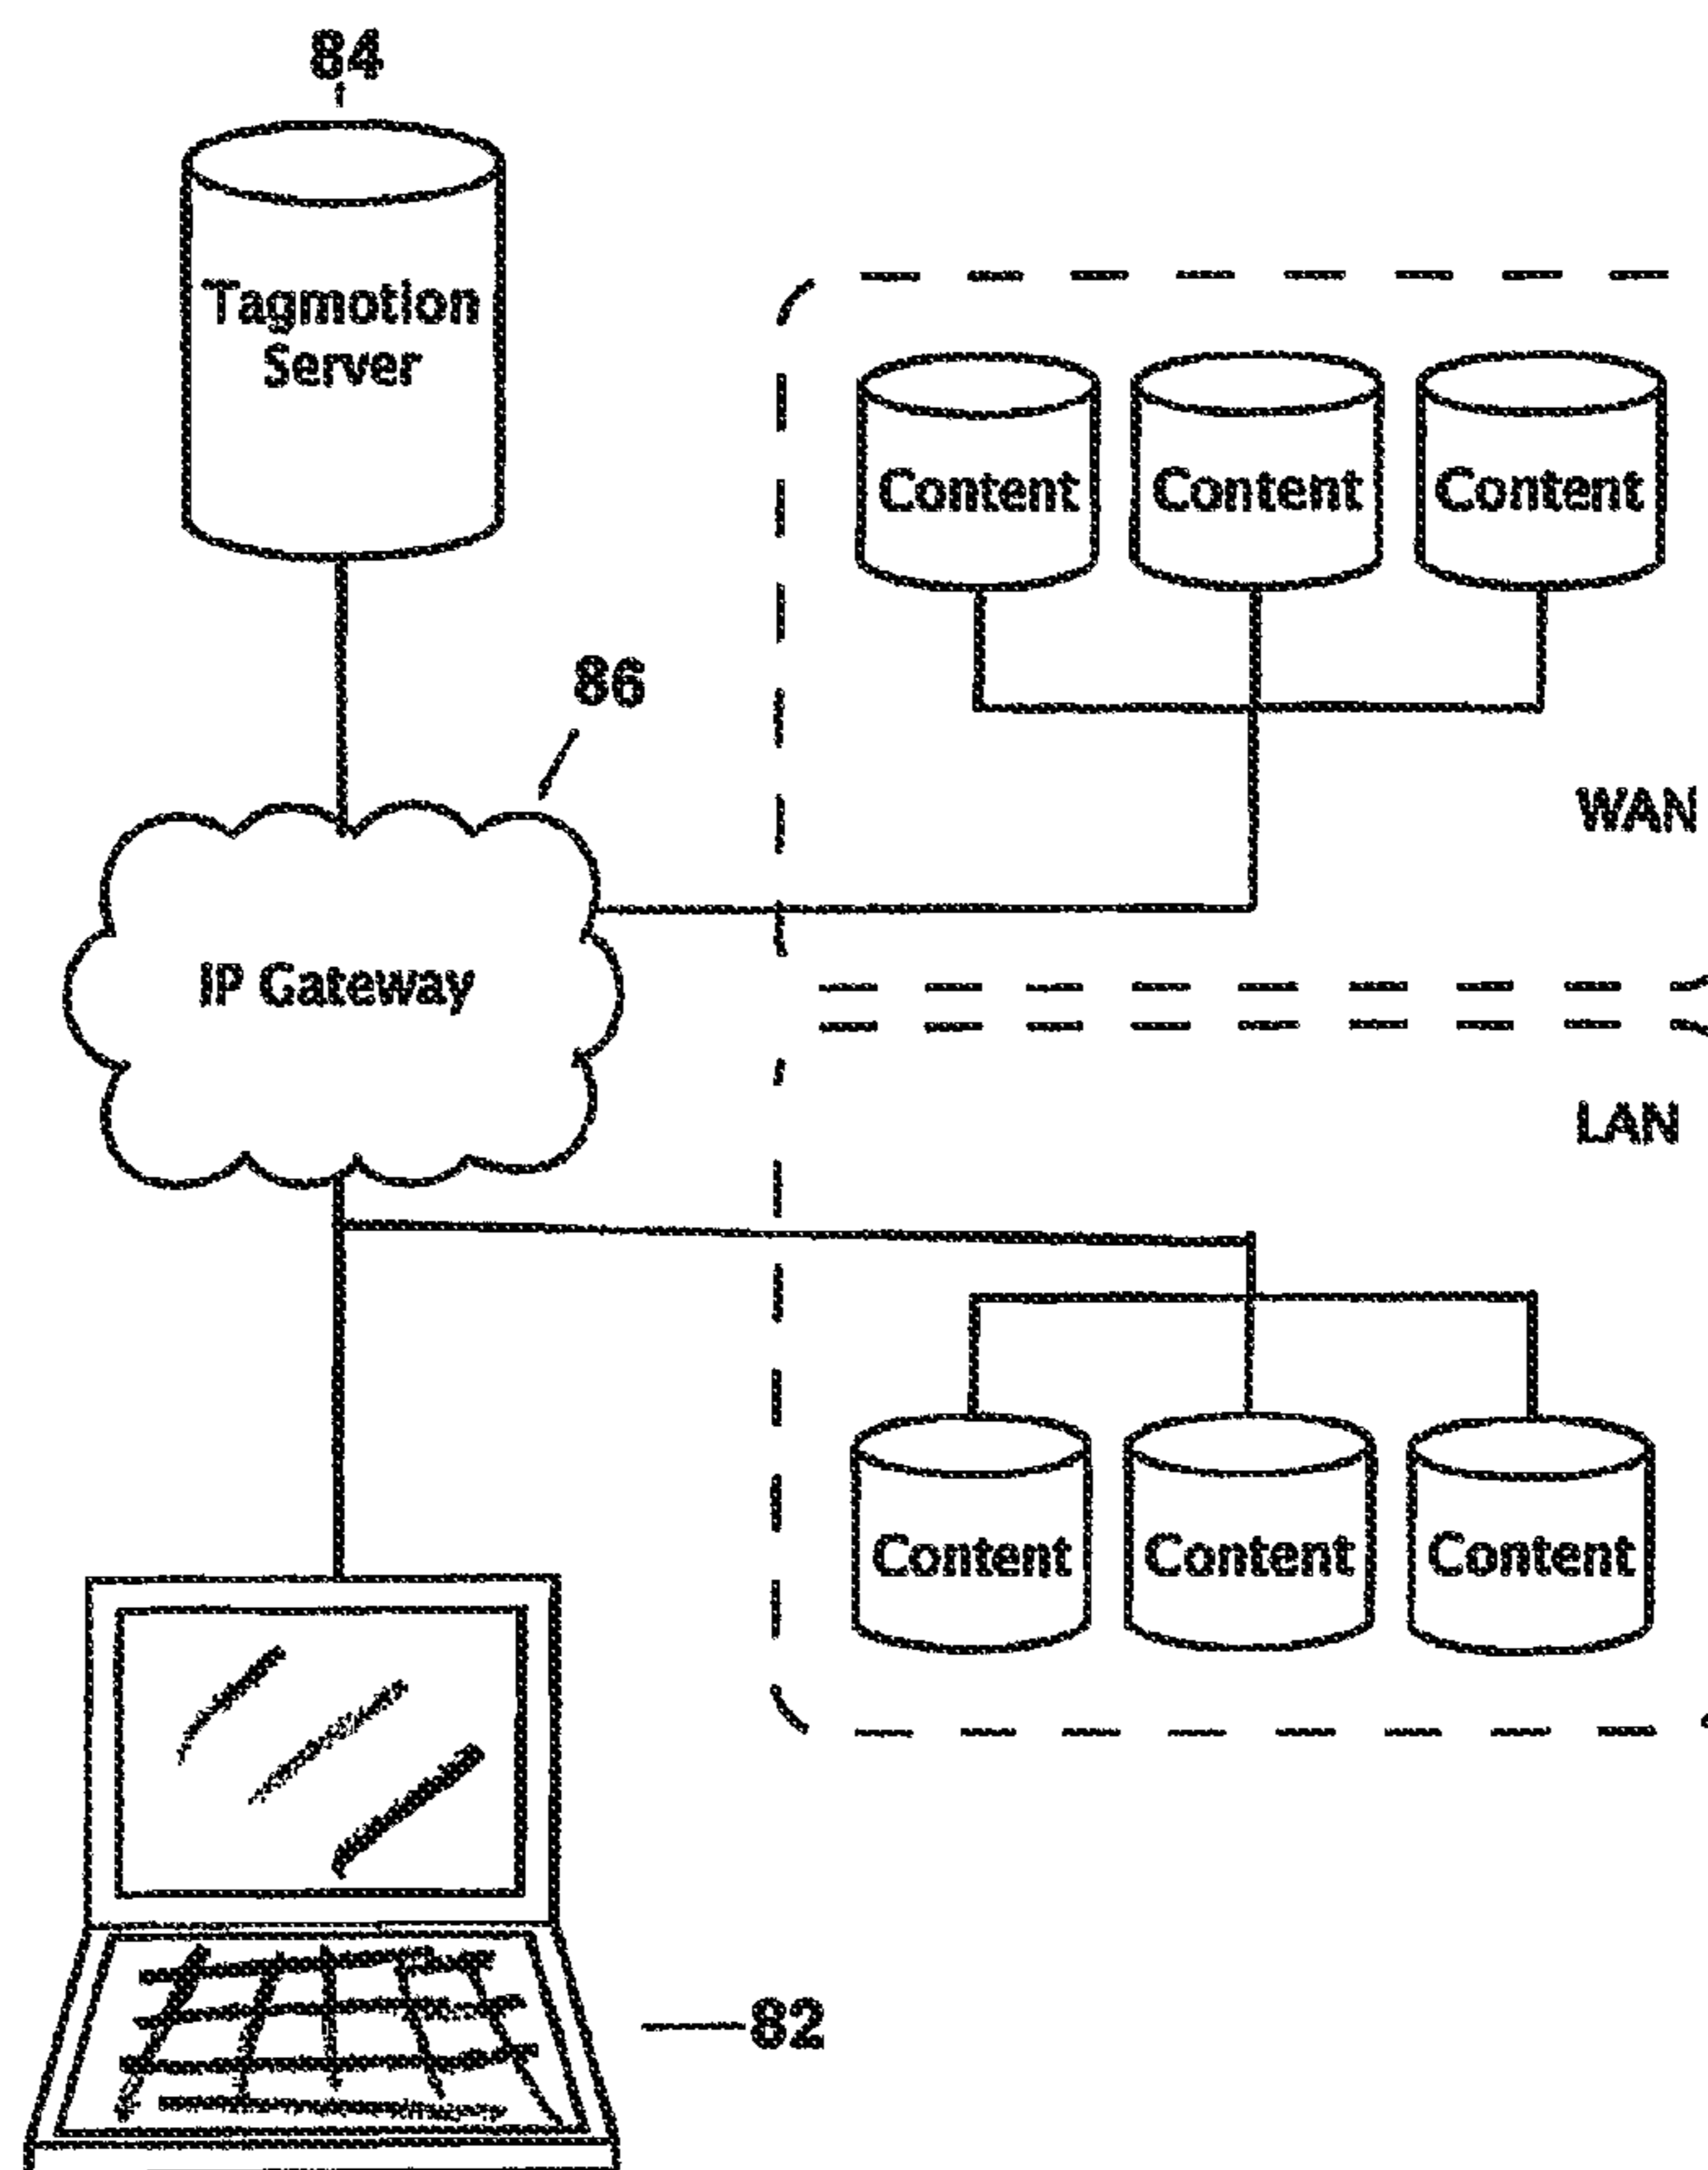 84
Tagmotion
Server
Content Content Content
86
WAN
IP Gateway
LAN
Content Content Content
82